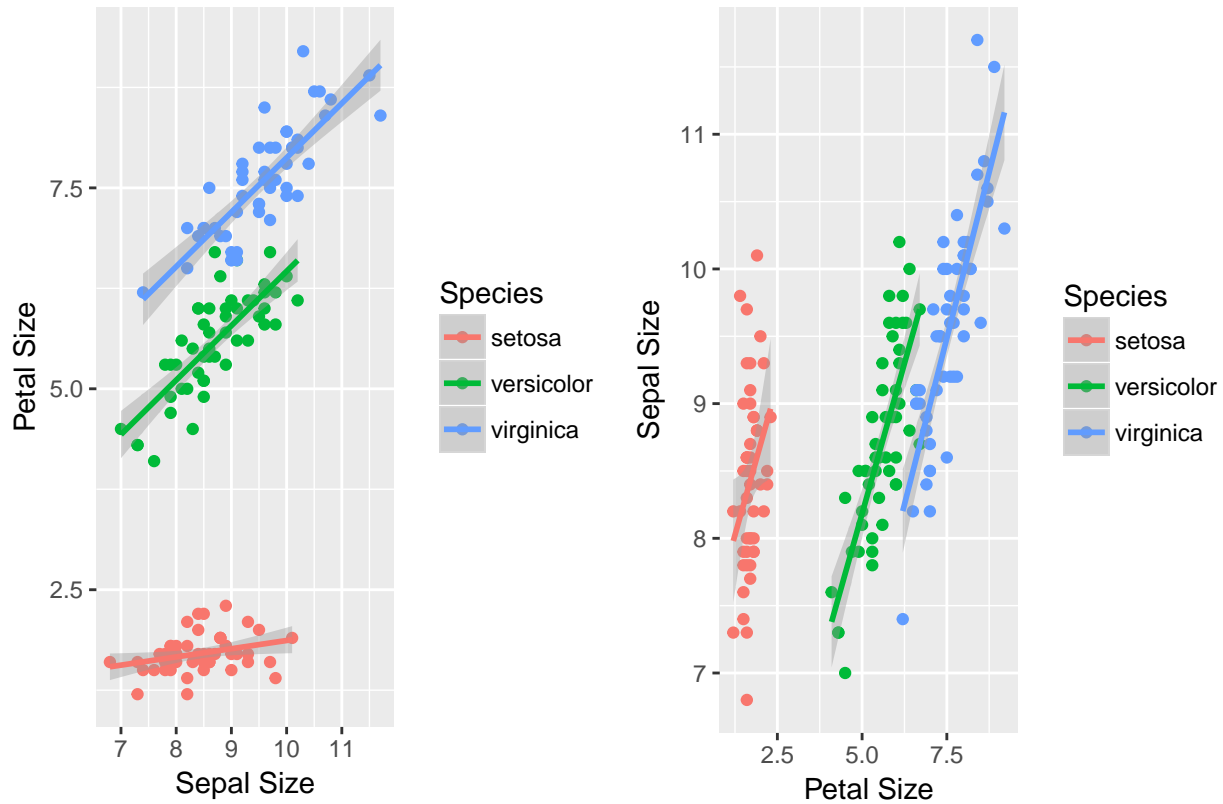 Petal Size
7.5
5.0
2.5
7 8 9 10 11
Sepal Size
Species
setosa
versicolor
virginica
Sepal Size
11
10
9
8
7
2.5 5.0 7.5
Petal Size
Species
setosa
versicolor
virginica